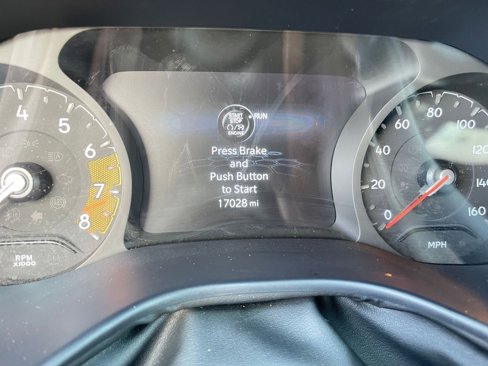 START
STOP
ENGINE
RUN
Press Brake
and
Push Button
to Start
17028 mi
4
5
6
7
8
RPM
X1000
0
20
40
60
80
100
120
160
MPH